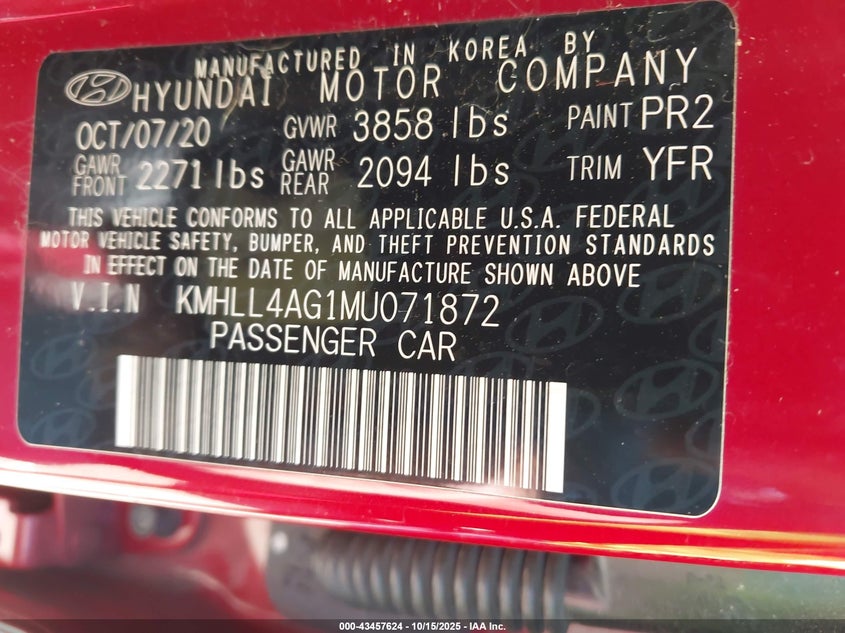 MANUFACTURED IN KOREA BY
HYUNDAI MOTOR COMPANY
OCT/07/20 GVWR 3858 lbs PAINT PR2
GAWR FRONT 2271 lbs GAWR REAR 2094 lbs TRIM YFR
THIS VEHICLE CONFORMS TO ALL APPLICABLE U.S.A. FEDERAL
MOTOR VEHICLE SAFETY, BUMPER, AND THEFT PREVENTION STANDARDS
IN EFFECT ON THE DATE OF MANUFACTURE SHOWN ABOVE
V.I.N KMHLL4AG1MU071872
PASSENGER CAR
000-43457624 - 10/15/2025 - IAA Inc.